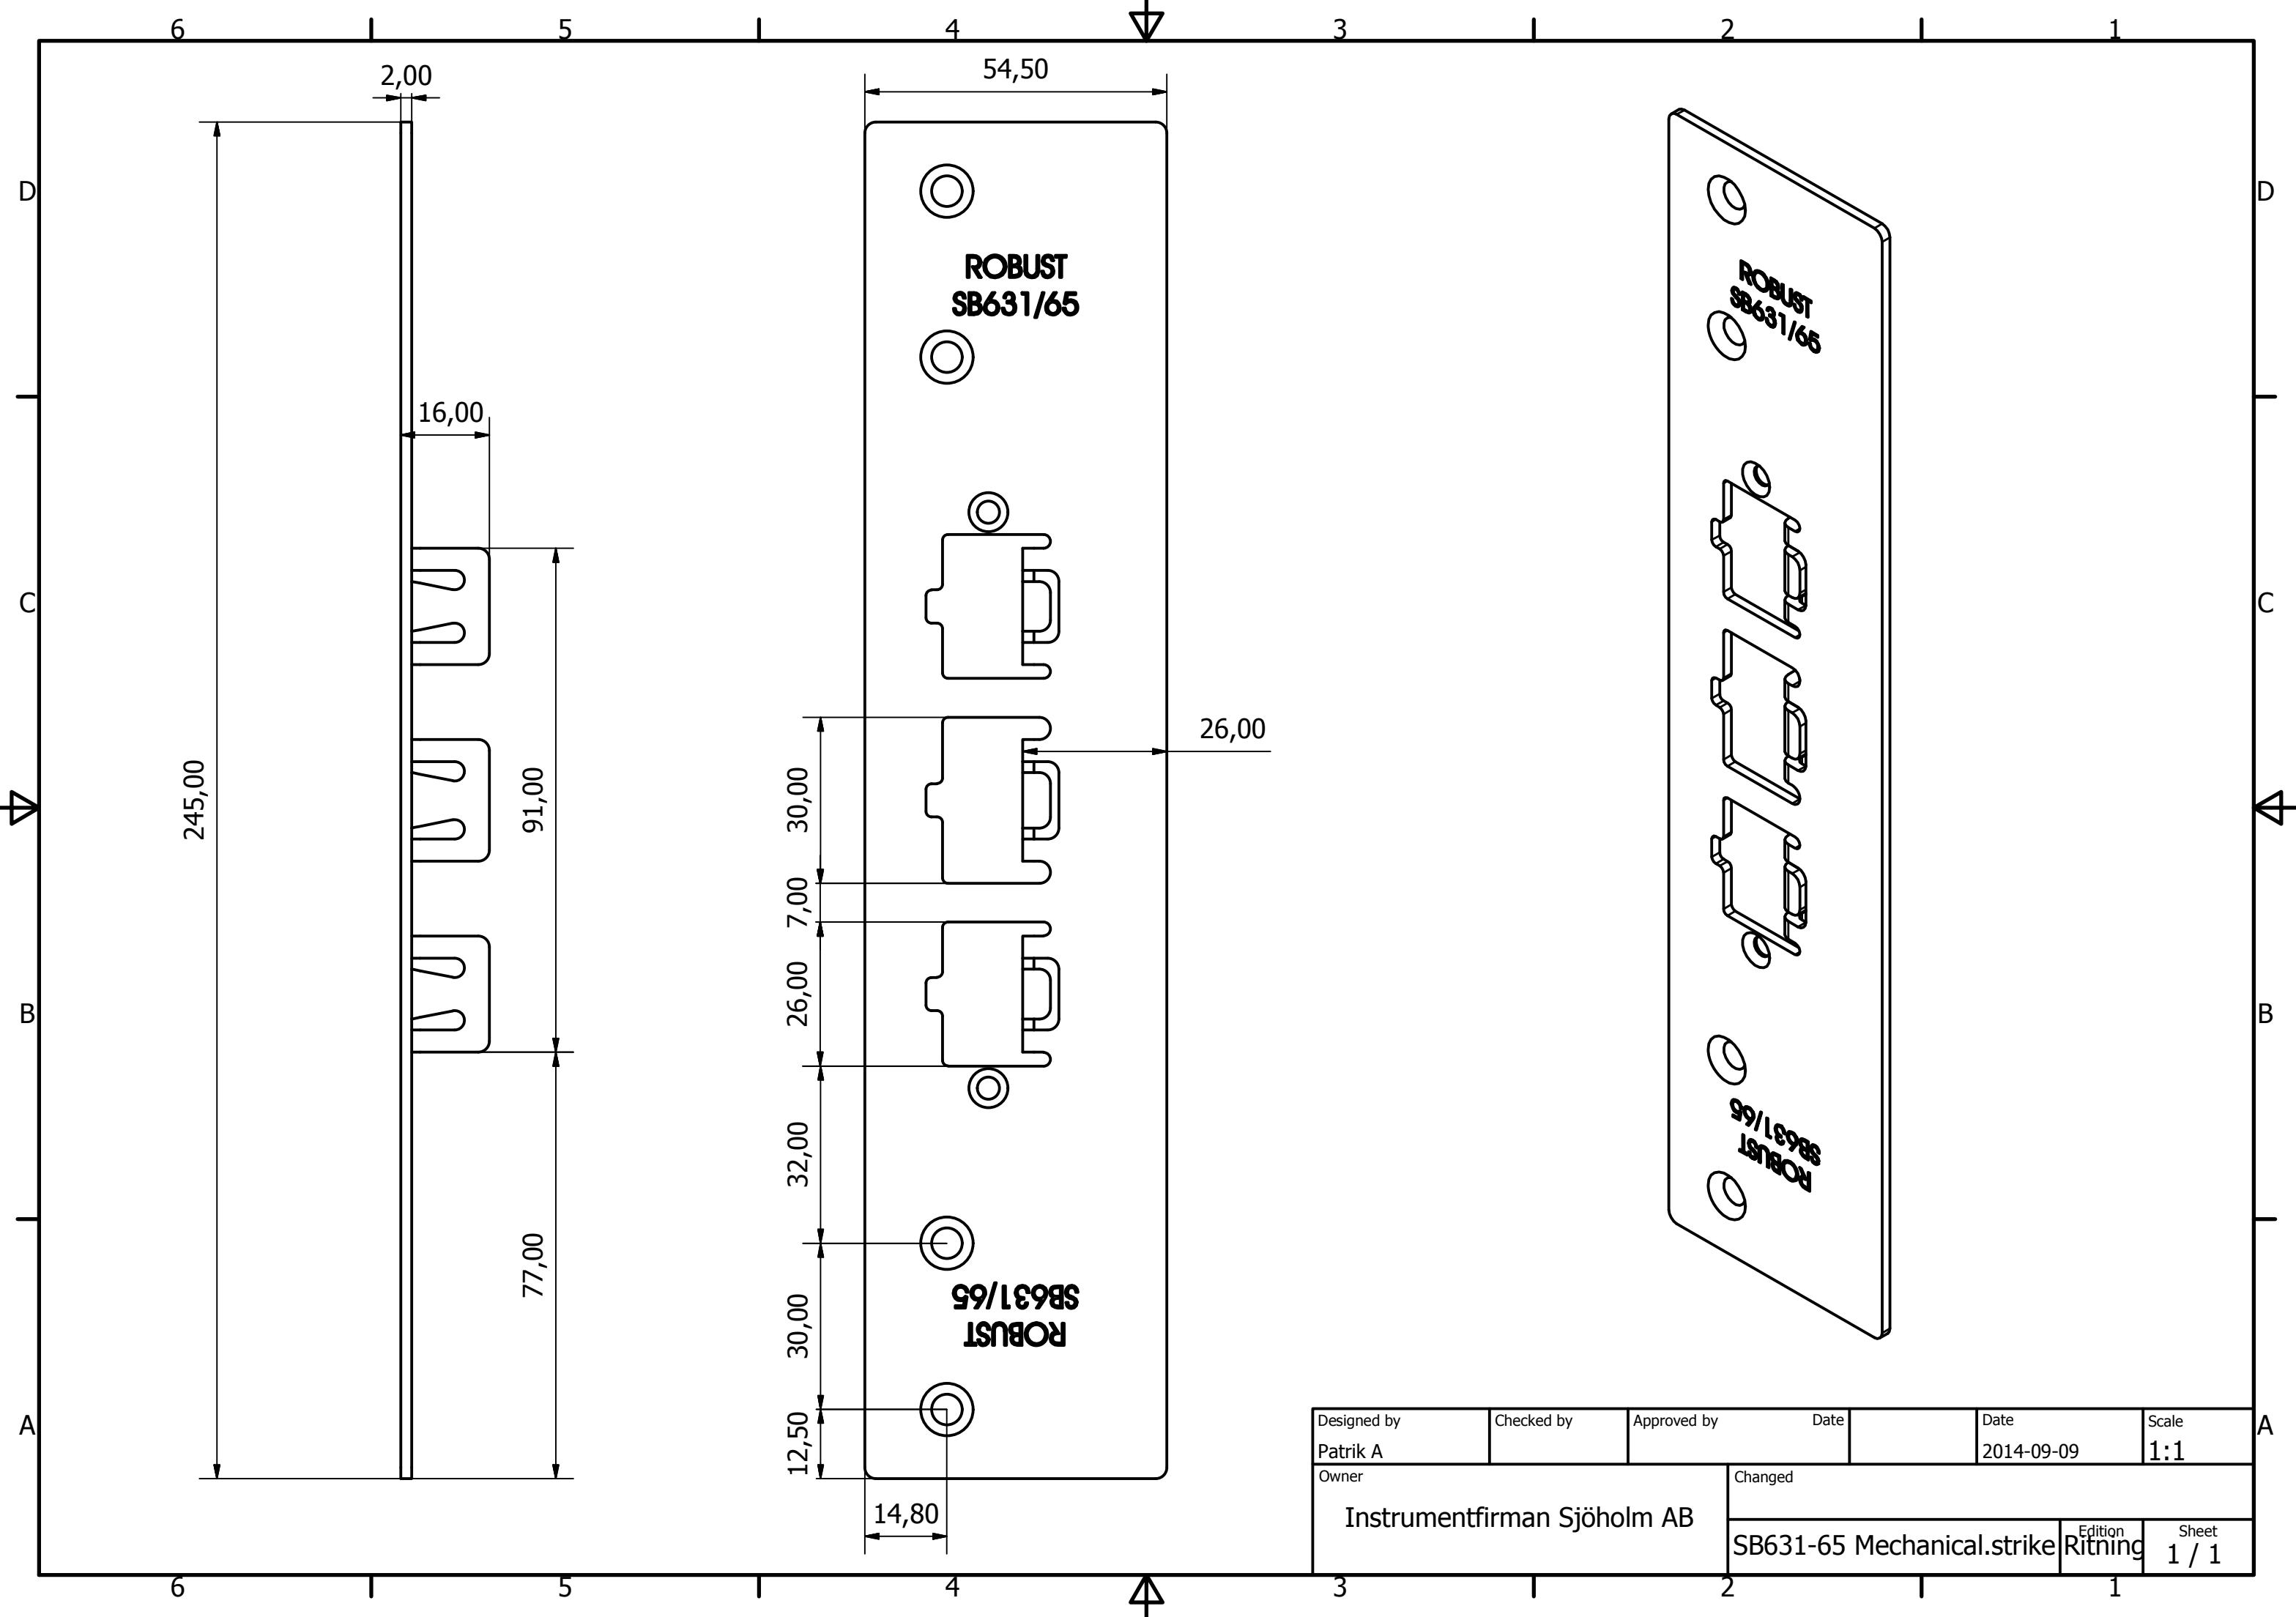 6 5 4 3 2 1
2,00
54,50
D D
ROBUST
SB631/65
ROBUST
SB631/65
16,00
C C
26,00
245,00
91,00
30,00
7,00
26,00
B B
32,00
77,00
30,00
12,50
SB631/65
ROBUST
SB631/65
ROBUST
14,80
A A
Designed by Checked by Approved by Date Date Scale
Patrik A 2014-09-09 1:1
Owner Changed
Instrumentfirman Sjöholm AB
Edition Sheet
SB631-65 Mechanical.strike Ritning 1 / 1
6 5 4 3 2 1